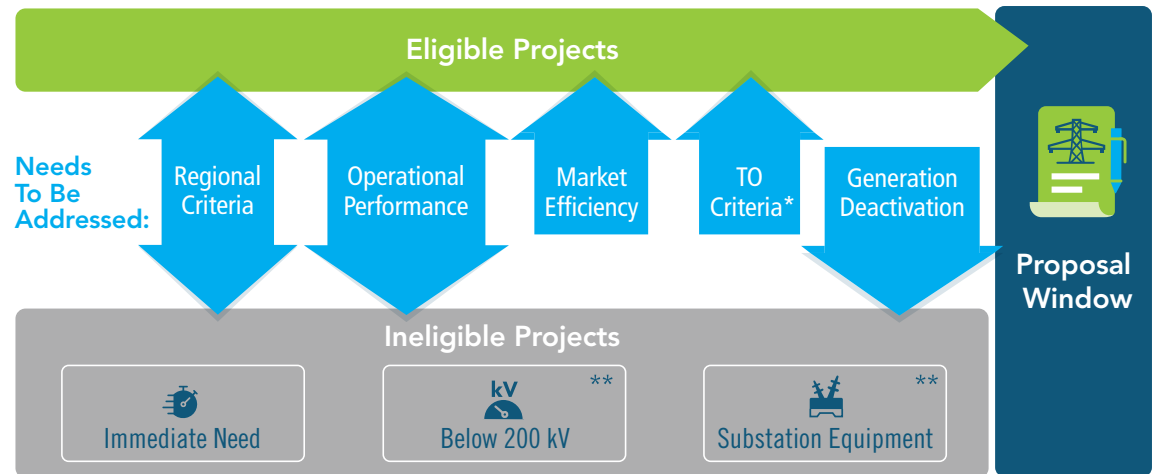 Eligible Projects
Needs
To Be
Addressed:
Regional
Criteria
Operational
Performance
Market
Efficiency
TO
Criteria*
Generation
Deactivation
Proposal
Window
Ineligible Projects
Immediate Need
kV
**
Below 200 kV
**
Substation Equipment